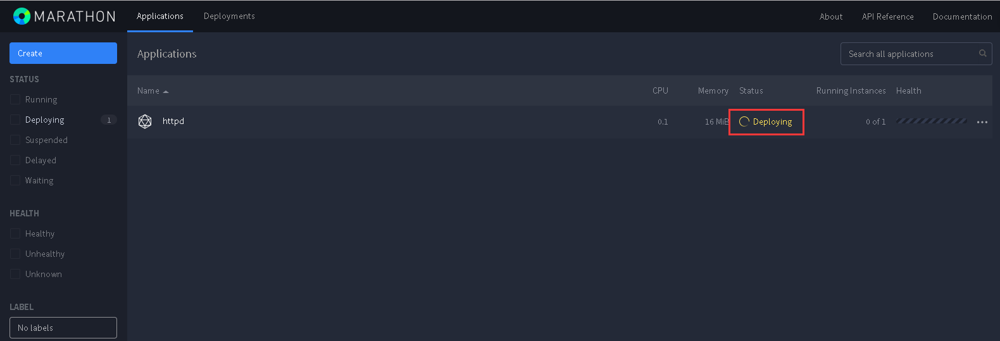 MARATHON Applications Deployments About API Reference Documentation
Create
STATUS
Running
Deploying 1
Suspended
Delayed
Waiting
HEALTH
Healthy
Unhealthy
Unknown
LABEL
No labels
Applications Search all applications
Name CPU Memory Status Running Instances Health
httpd 0.1 16 MiB Deploying 0 of 1